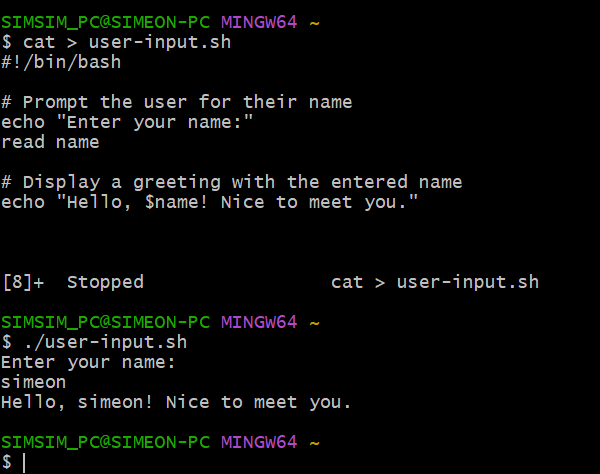 SIMSIM_PC@SIMEON-PC MINGW64 ~
$ cat > user-input.sh
#!/bin/bash
# Prompt the user for their name
echo "Enter your name:"
read name
# Display a greeting with the entered name
echo "Hello, $name! Nice to meet you."
[8]+  Stopped                 cat > user-input.sh
SIMSIM_PC@SIMEON-PC MINGW64 ~
$ ./user-input.sh
Enter your name:
simeon
Hello, simeon! Nice to meet you.
SIMSIM_PC@SIMEON-PC MINGW64 ~
$